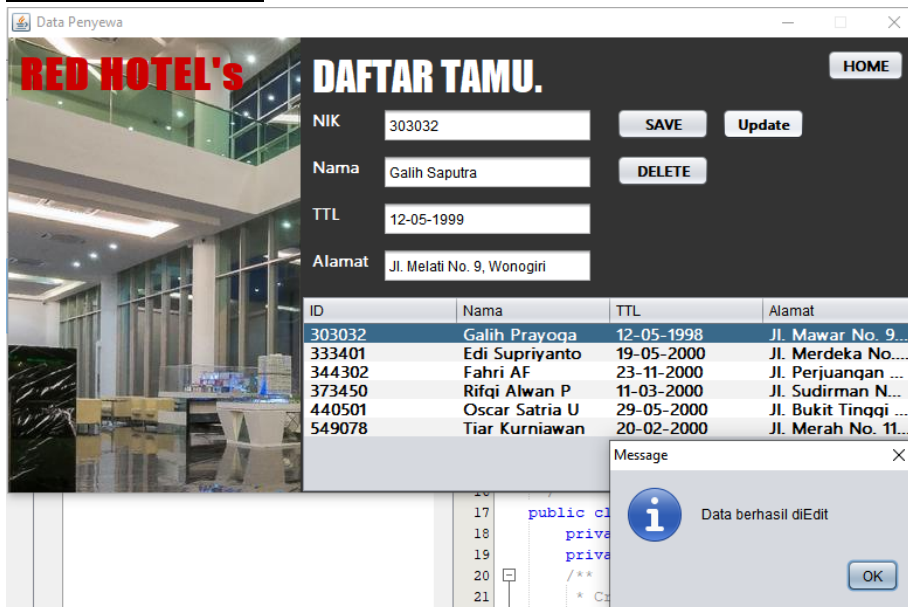 Data Penyewa
RED HOTEL's
DAFTAR TAMU.
HOME
NIK 303032 SAVE Update
Nama Galih Saputra DELETE
TTL 12-05-1999
Alamat Jl. Melati No. 9, Wonogiri
ID Nama TTL Alamat
303032 Galih Prayoga 12-05-1998 Jl. Mawar No. 9...
333401 Edi Supriyanto 19-05-2000 Jl. Merdeka No....
344302 Fahri AF 23-11-2000 Jl. Perjuangan ...
373450 Rifqi Alwan P 11-03-2000 Jl. Sudirman N...
440501 Oscar Satria U 29-05-2000 Jl. Bukit Tinggi ...
549078 Tiar Kurniawan 20-02-2000 Jl. Merah No. 11...
Message
Data berhasil diEdit
OK
17 public cl
18 priva
19 priva
20 /**
21 *